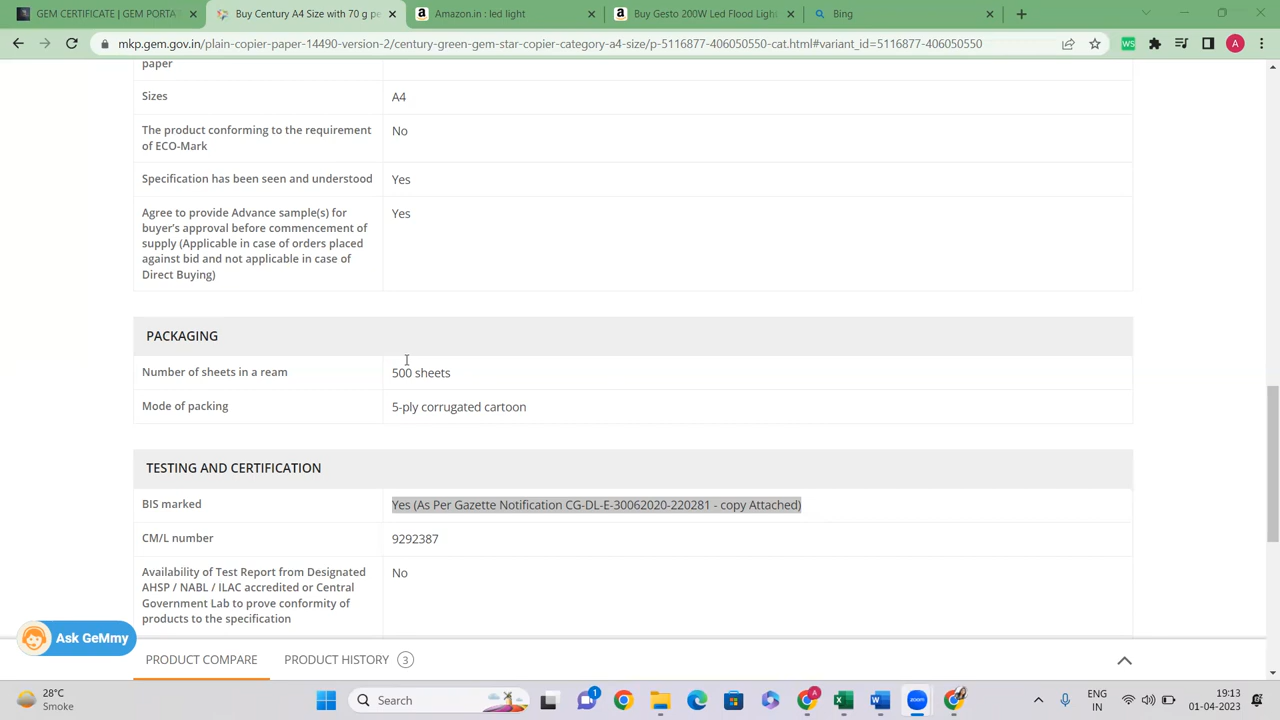 GEM CERTIFICATE | GEM PORTA
Buy Century A4 Size with 70 g pe
Amazon.in : led light
Buy Gesto 200W Led Flood Light
Bing
mkp.gem.gov.in/plain-copier-paper-14490-version-2/century-green-gem-star-copier-category-a4-size/p-5116877-406050550-cat.html#variant_id=5116877-406050550
WS
A
paper
Sizes
A4
The product conforming to the requirement
of ECO-Mark
No
Specification has been seen and understood
Yes
Agree to provide Advance sample(s) for
buyer's approval before commencement of
supply (Applicable in case of orders placed
against bid and not applicable in case of
Direct Buying)
Yes
PACKAGING
Number of sheets in a ream
500 sheets
Mode of packing
5-ply corrugated cartoon
TESTING AND CERTIFICATION
BIS marked
Yes (As Per Gazette Notification CG-DL-E-30062020-220281 - copy Attached)
CM/L number
9292387
Availability of Test Report from Designated
AHSP / NABL / ILAC accredited or Central
Government Lab to prove conformity of
products to the specification
No
Ask GeMmy
PRODUCT COMPARE
PRODUCT HISTORY 3
28°C
Smoke
Search
1
A
zoom
ENG
IN
19:13
01-04-2023